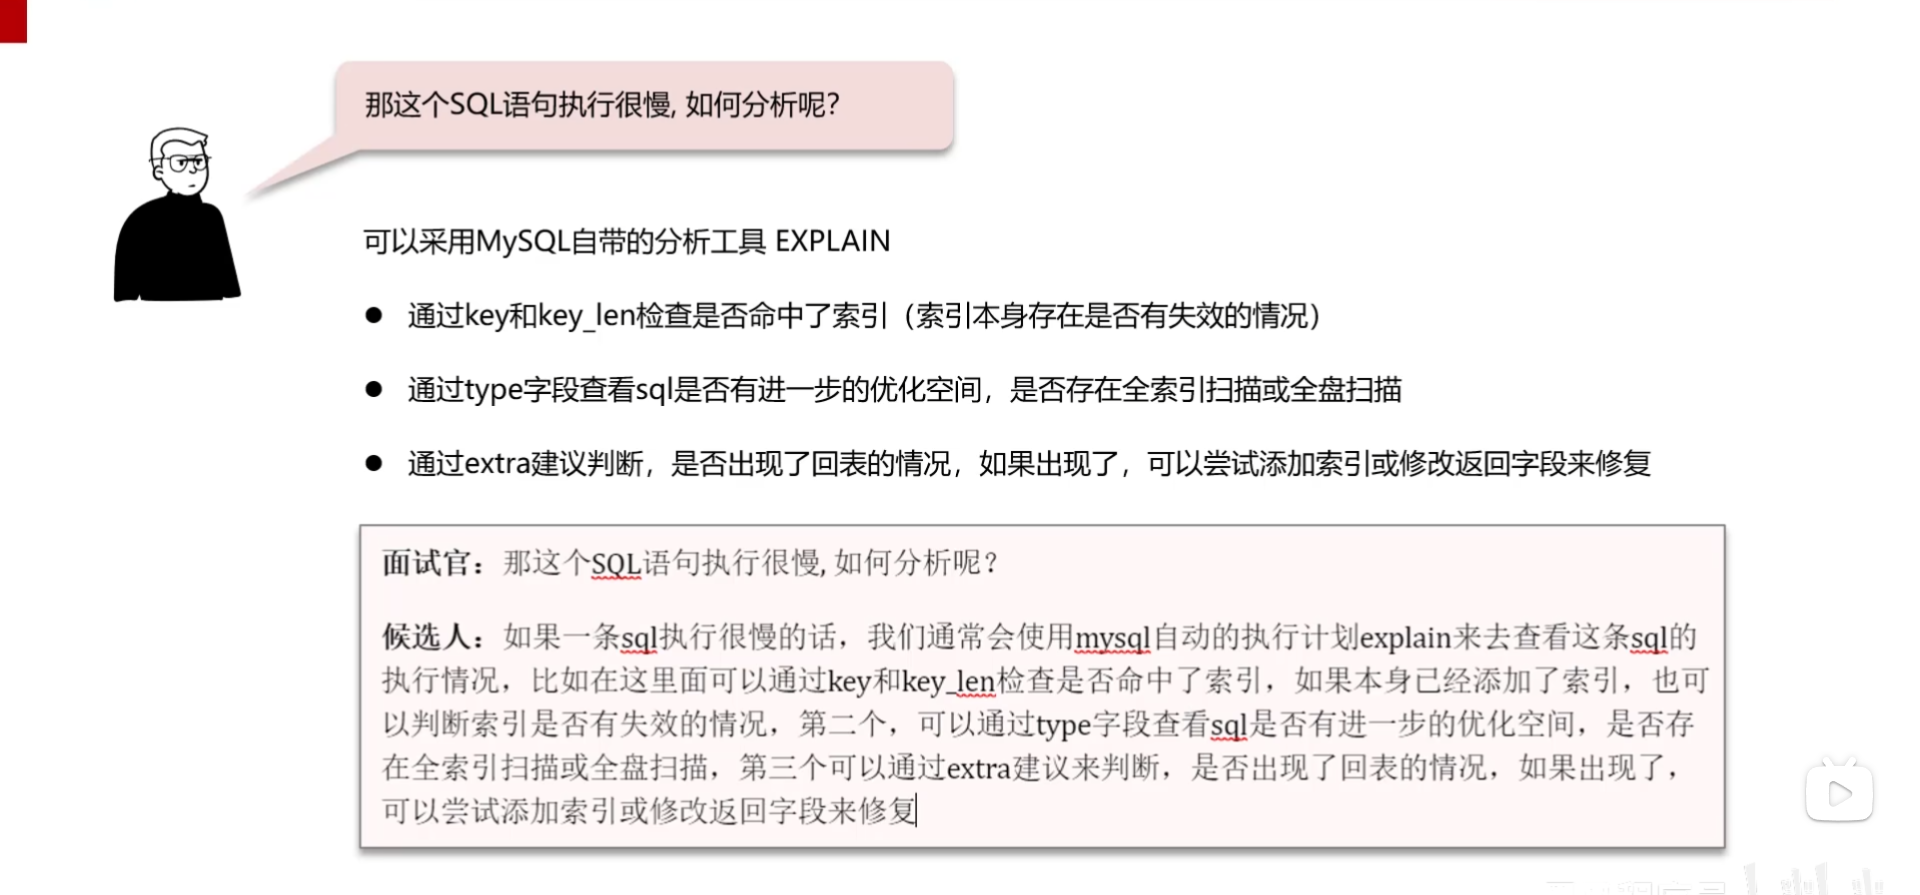 那这个SQL语句执行很慢, 如何分析呢?
可以采用MySQL自带的分析工具 EXPLAIN
● 通过key和key_len检查是否命中了索引（索引本身存在是否有失效的情况）
● 通过type字段查看sql是否有进一步的优化空间，是否存在全索引扫描或全盘扫描
● 通过extra建议判断，是否出现了回表的情况，如果出现了，可以尝试添加索引或修改返回字段来修复
面试官：那这个SQL语句执行很慢, 如何分析呢?
候选人：如果一条sql执行很慢的话，我们通常会使用mysql自动的执行计划explain来去查看这条sql的
执行情况，比如在这里面可以通过key和key_len检查是否命中了索引，如果本身已经添加了索引，也可
以判断索引是否有失效的情况，第二个，可以通过type字段查看sql是否有进一步的优化空间，是否存
在全索引扫描或全盘扫描，第三个可以通过extra建议来判断，是否出现了回表的情况，如果出现了，
可以尝试添加索引或修改返回字段来修复